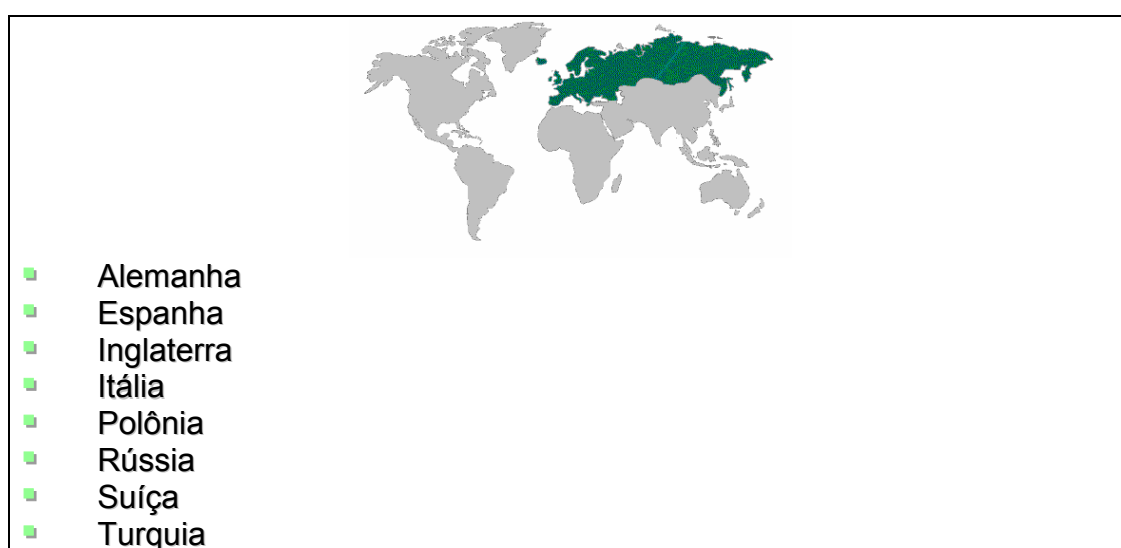 Alemanha
Espanha
Inglaterra
Itália
Polônia
Rússia
Suíça
Turquia